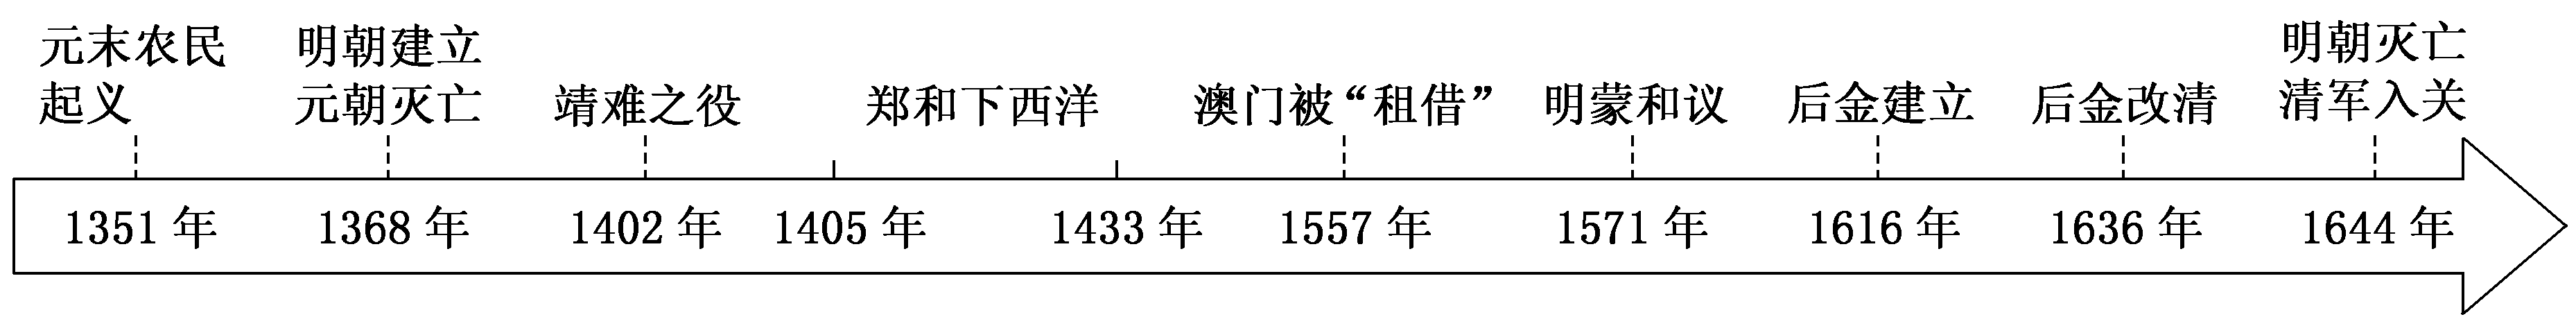 元末农民
起义
明朝建立
元朝灭亡
靖难之役
郑和下西洋
澳门被“租借”
明蒙和议
后金建立
后金改清
明朝灭亡
清军入关
1351 年
1368 年
1402 年
1405 年
1433 年
1557 年
1571 年
1616 年
1636 年
1644 年